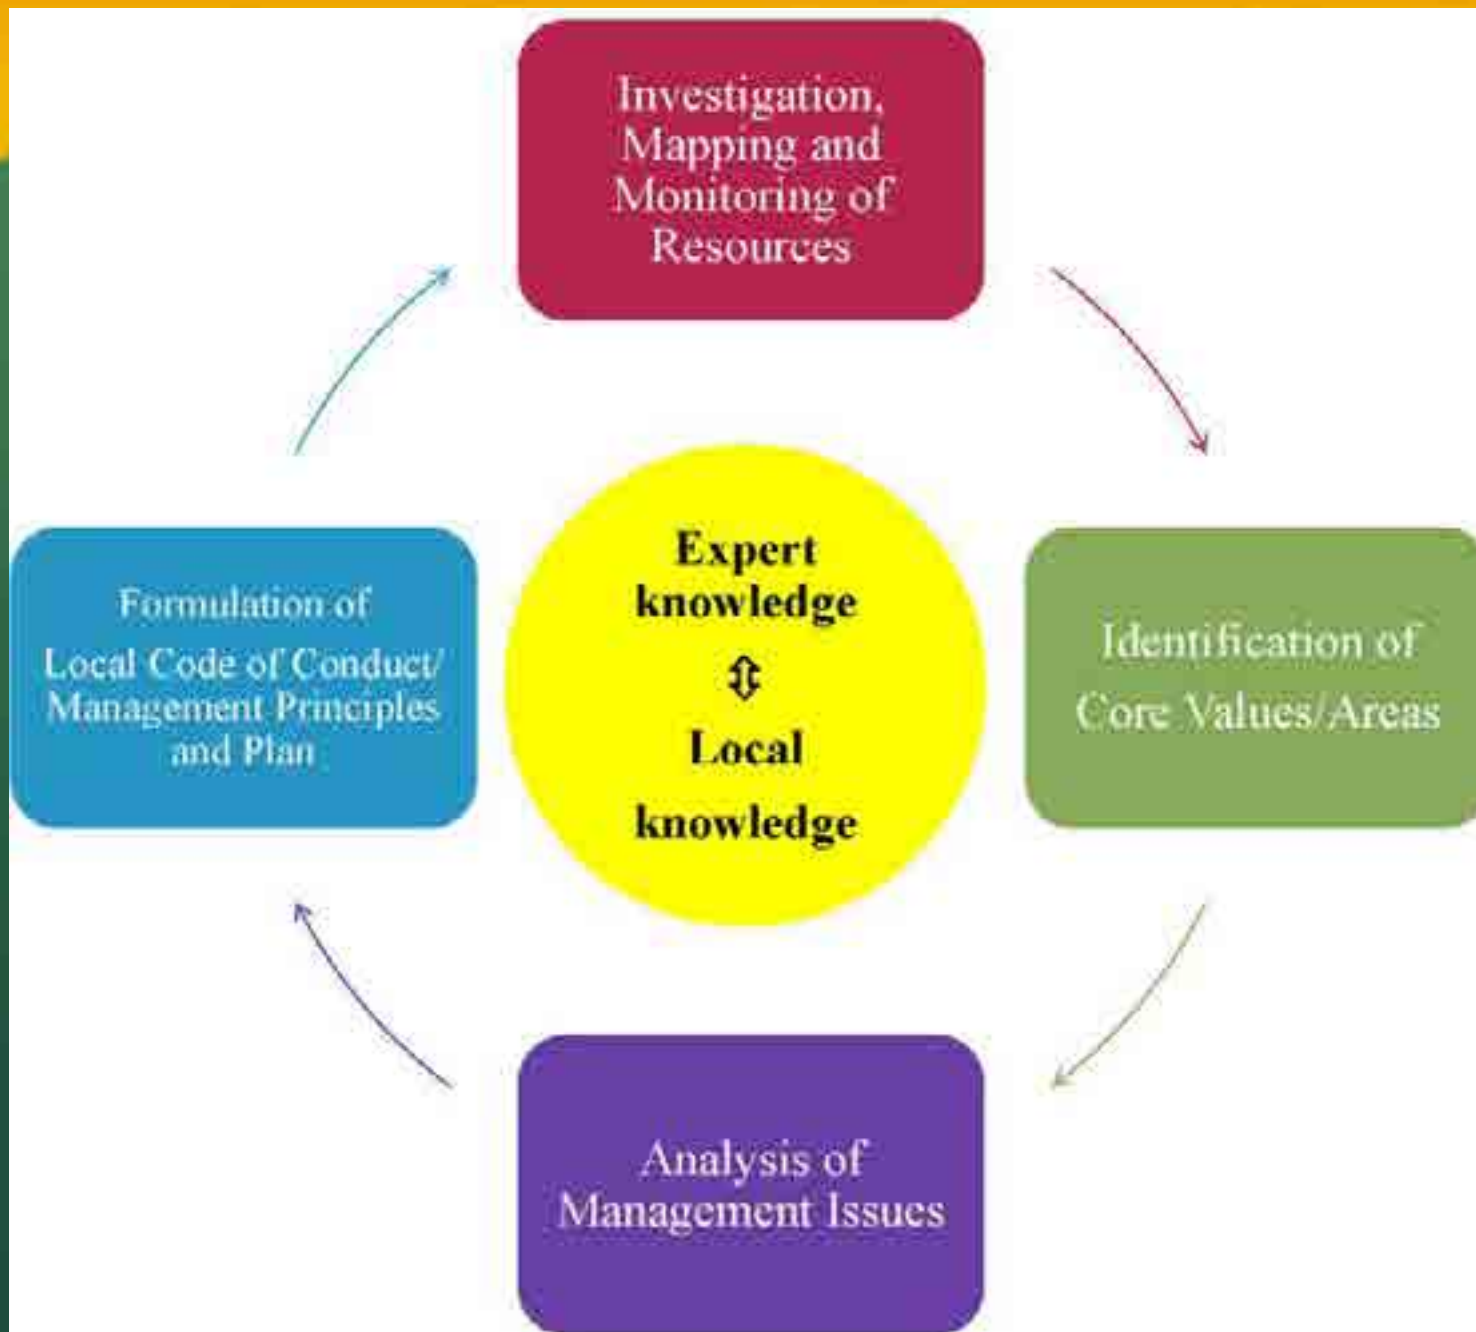 Investigation,
Mapping and
Monitoring of
Resources
Expert
knowledge
⇕
Local
knowledge
Identification of
Core Values/Areas
Analysis of
Management Issues
Formulation of
Local Code of Conduct/
Management Principles
and Plan